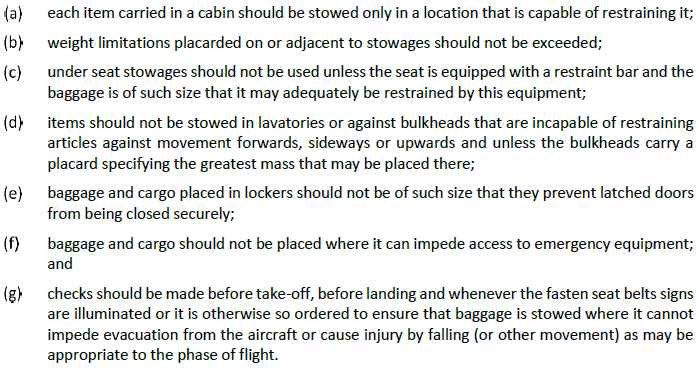 (a) each item carried in a cabin should be stowed only in a location that is capable of restraining it;
(b) weight limitations placarded on or adjacent to stowages should not be exceeded;
(c) under seat stowages should not be used unless the seat is equipped with a restraint bar and the
baggage is of such size that it may adequately be restrained by this equipment;
(d) items should not be stowed in lavatories or against bulkheads that are incapable of restraining
articles against movement forwards, sideways or upwards and unless the bulkheads carry a
placard specifying the greatest mass that may be placed there;
(e) baggage and cargo placed in lockers should not be of such size that they prevent latched doors
from being closed securely;
(f) baggage and cargo should not be placed where it can impede access to emergency equipment;
and
(g) checks should be made before take-off, before landing and whenever the fasten seat belts signs
are illuminated or it is otherwise so ordered to ensure that baggage is stowed where it cannot
impede evacuation from the aircraft or cause injury by falling (or other movement) as may be
appropriate to the phase of flight.